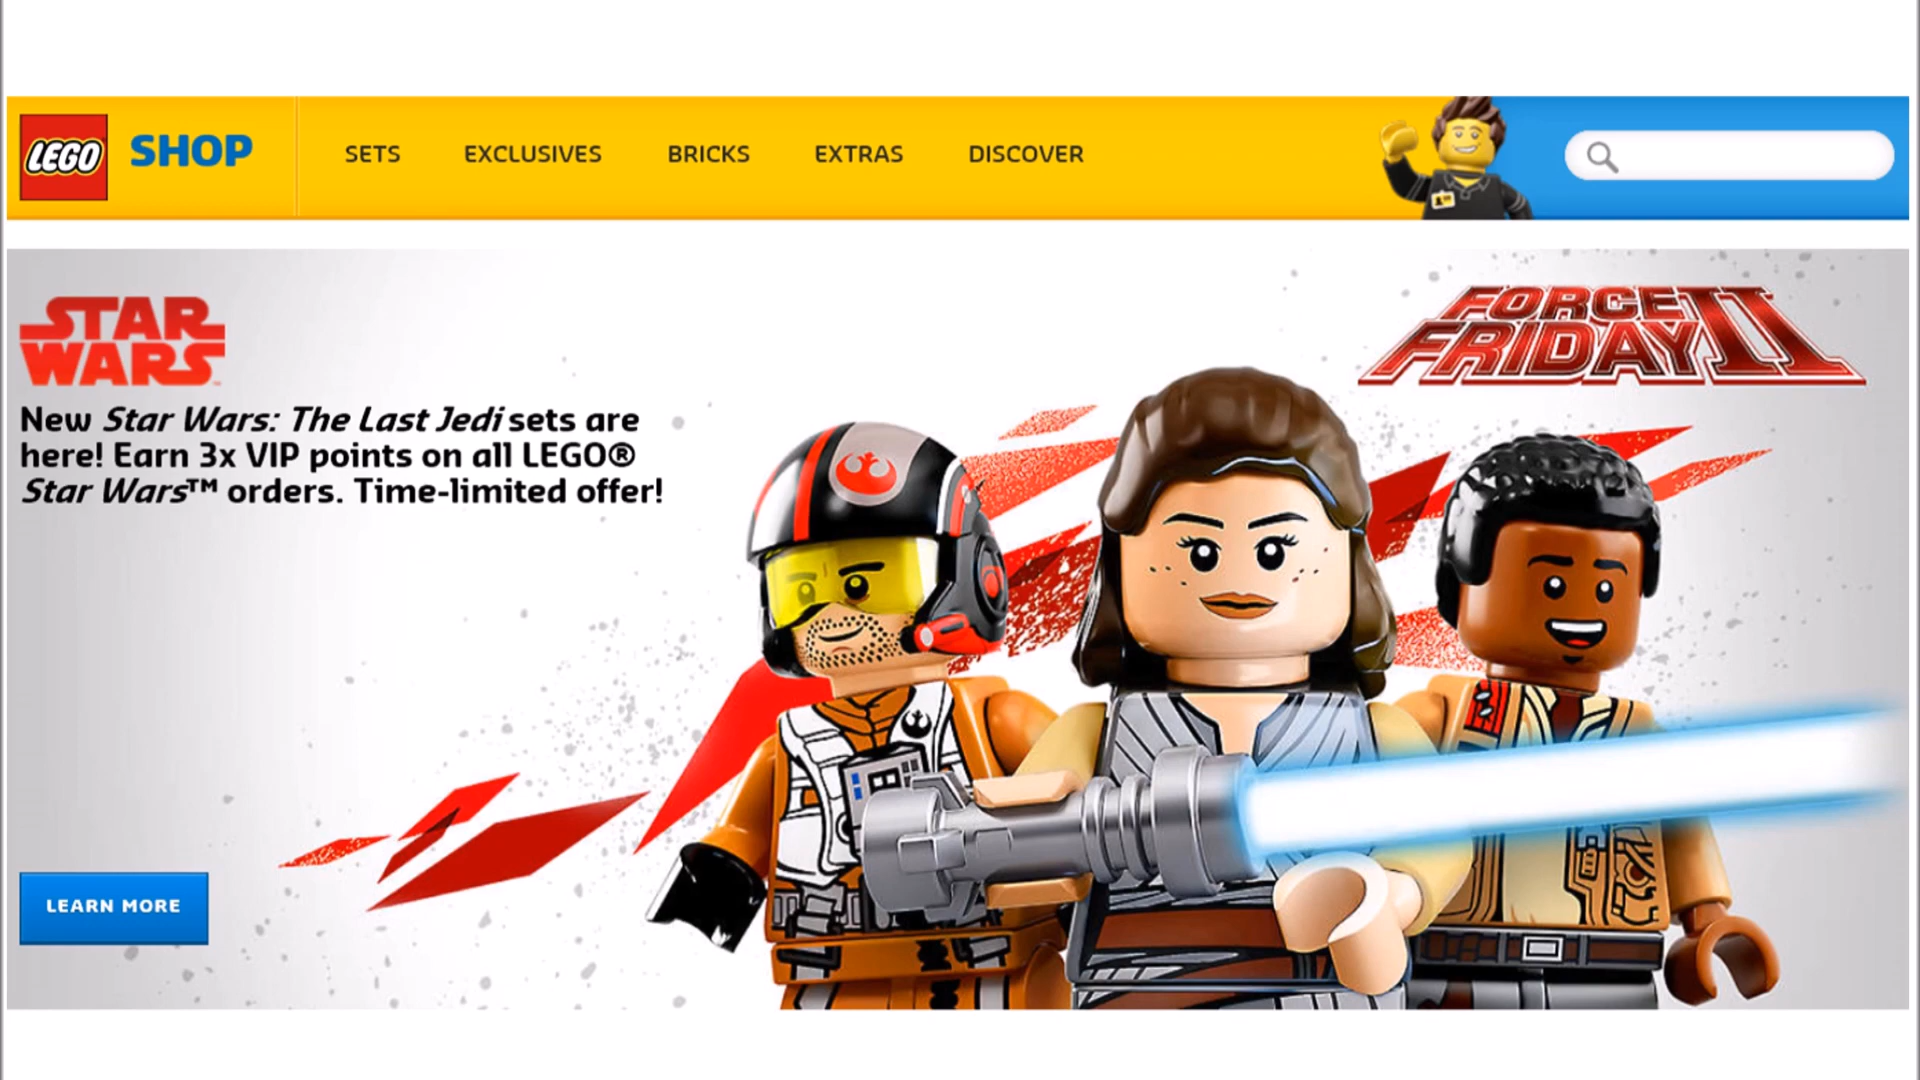 LEGO SHOP SETS EXCLUSIVES BRICKS EXTRAS DISCOVER
STAR
WARS
FORCE
FRIDAY II
New Star Wars: The Last Jedi sets are
here! Earn 3x VIP points on all LEGO®
Star Wars™ orders. Time-limited offer!
LEARN MORE